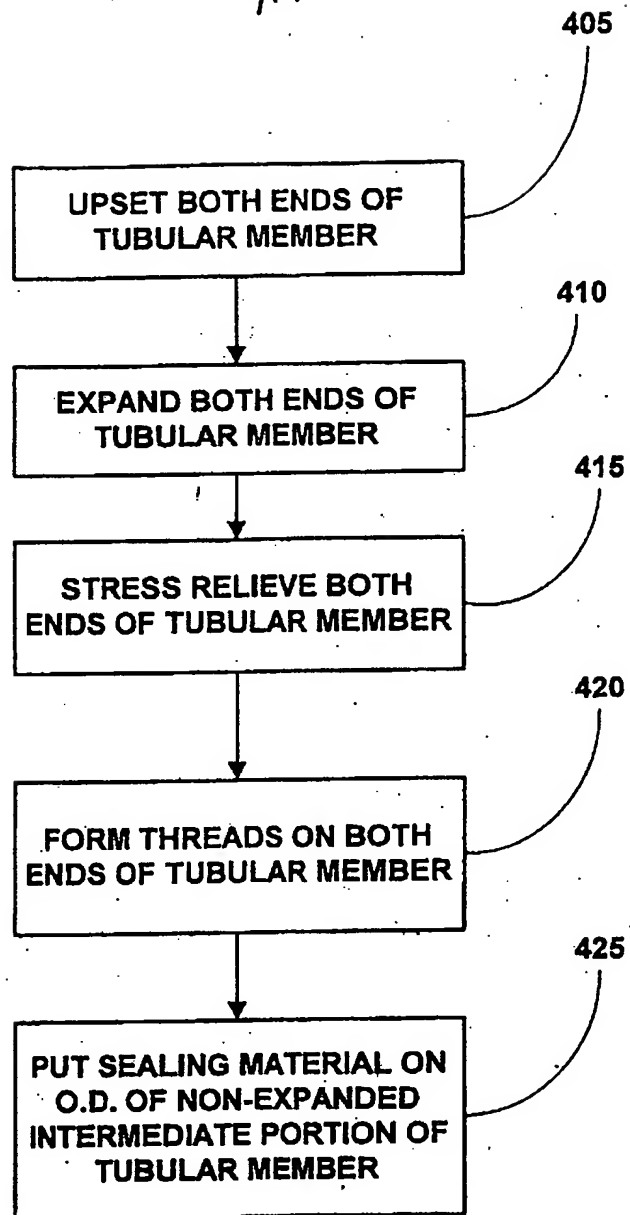 405
UPSET BOTH ENDS OF
TUBULAR MEMBER
410
EXPAND BOTH ENDS OF
TUBULAR MEMBER
415
STRESS RELIEVE BOTH
ENDS OF TUBULAR MEMBER
420
FORM THREADS ON BOTH
ENDS OF TUBULAR MEMBER
425
PUT SEALING MATERIAL ON
O.D. OF NON-EXPANDED
INTERMEDIATE PORTION OF
TUBULAR MEMBER